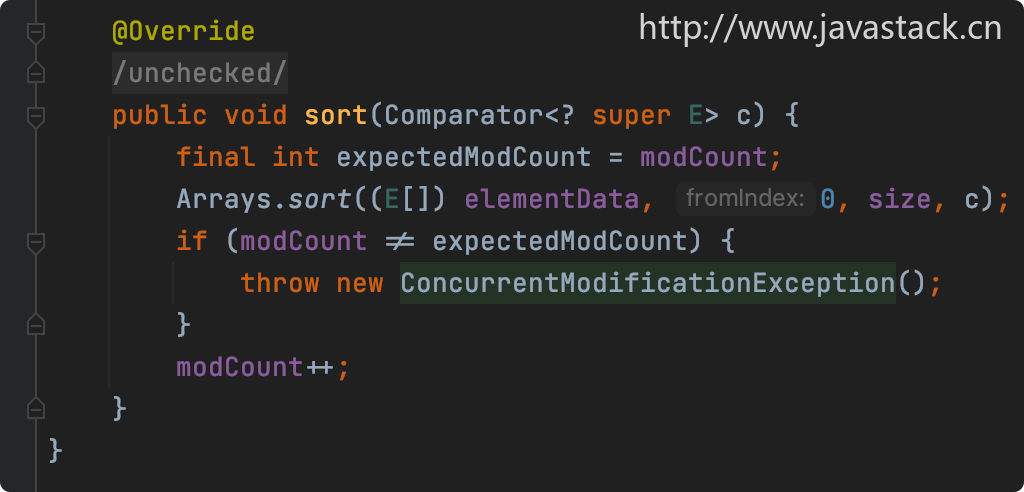 http://www.javastack.cn
@Override
/unchecked/
public void sort(Comparator<? super E> c) {
final int expectedModCount = modCount;
Arrays.sort((E[]) elementData, fromIndex: 0, size, c);
if (modCount ≠ expectedModCount) {
throw new ConcurrentModificationException();
}
modCount++;
}
}